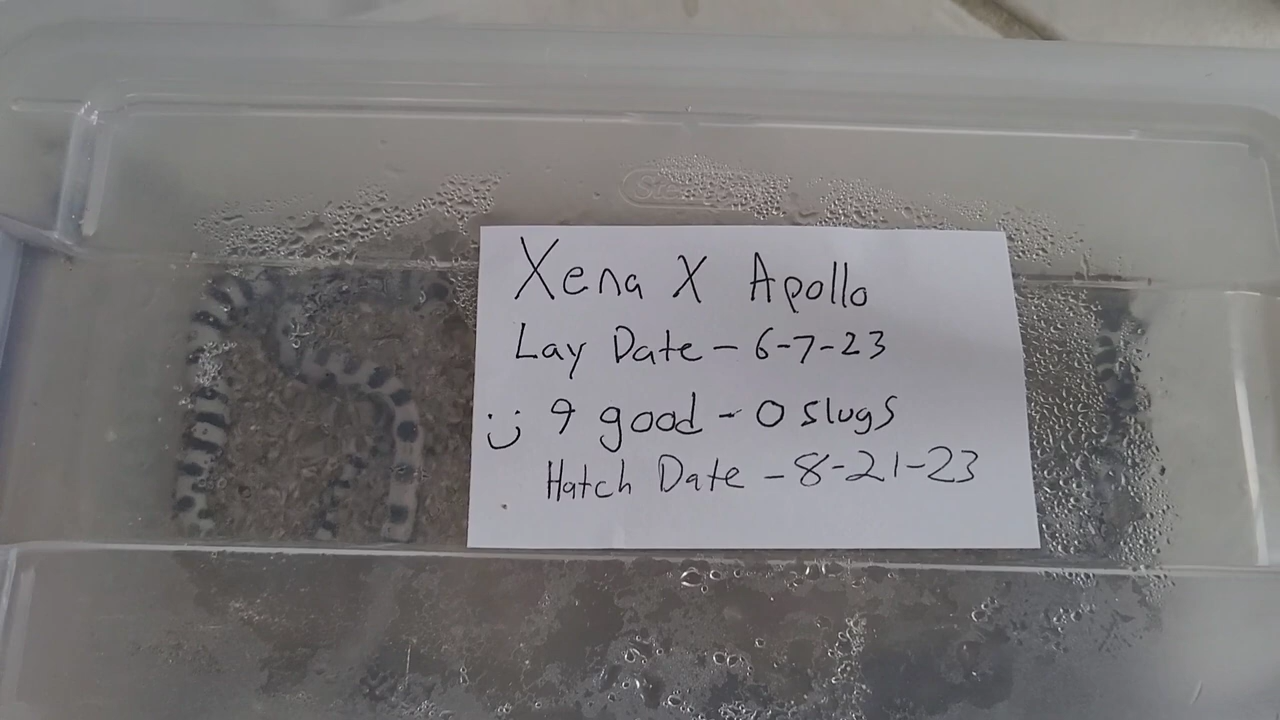 Xena X Apollo
Lay Date - 6-7-23
9 good - 0 slugs
Hatch Date - 8-21-23